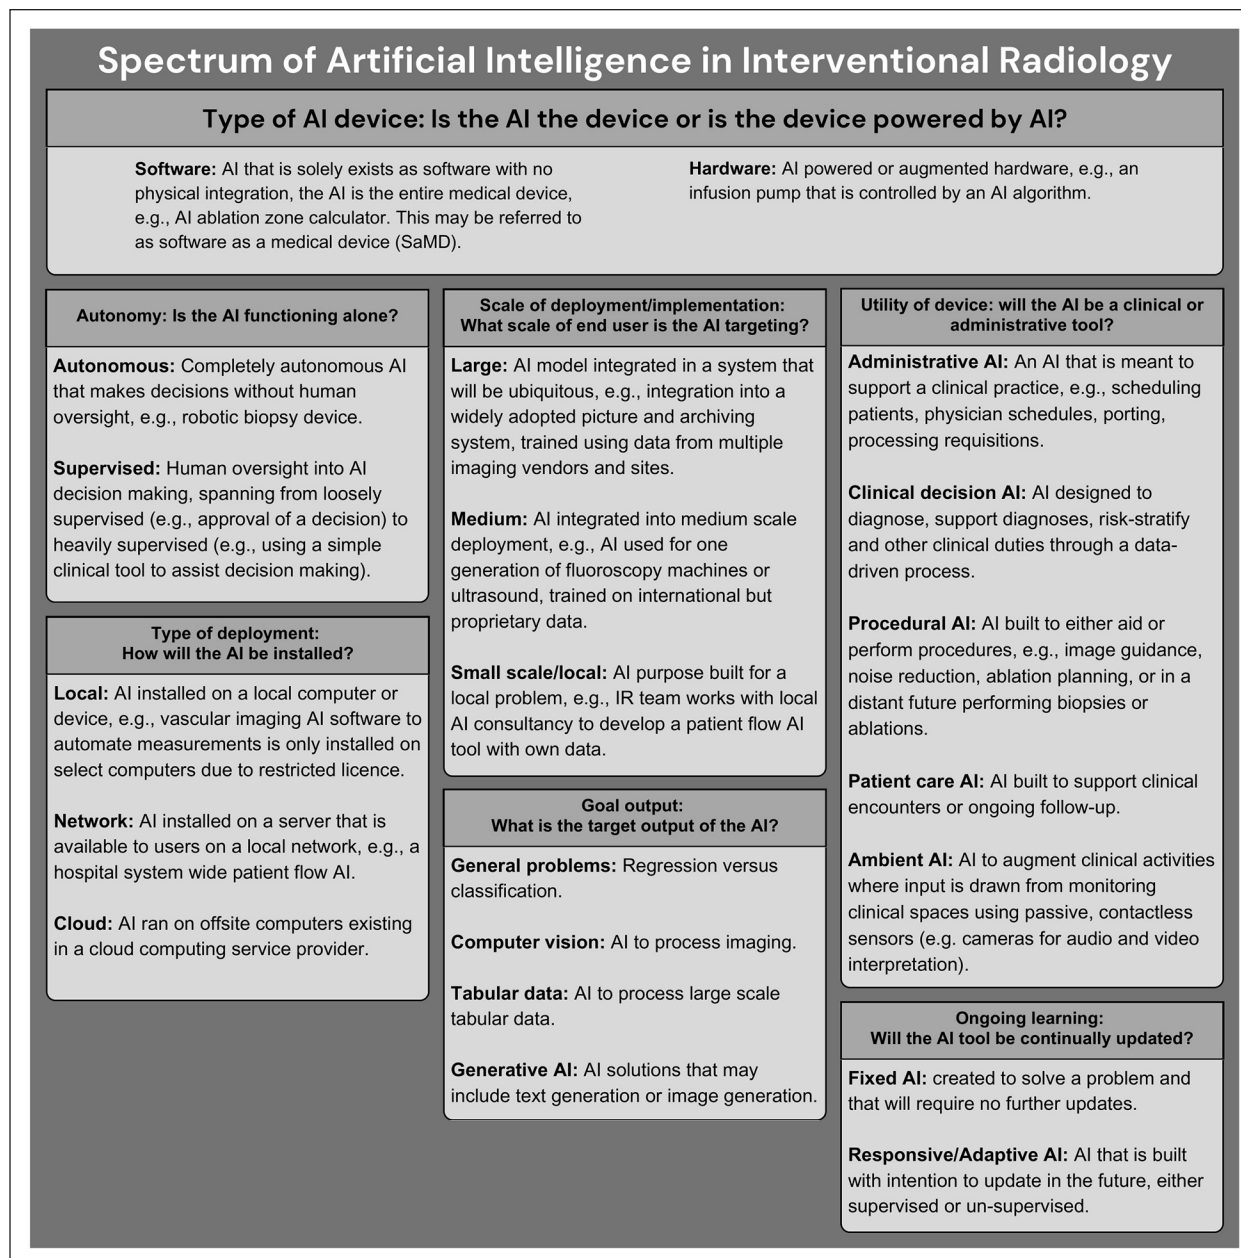 Spectrum of Artificial Intelligence in Interventional Radiology
Type of AI device: Is the AI the device or is the device powered by AI?
Software: AI that is solely exists as software with no
physical integration, the AI is the entire medical device,
e.g., AI ablation zone calculator. This may be referred to
as software as a medical device (SaMD).
Hardware: AI powered or augmented hardware, e.g., an
infusion pump that is controlled by an AI algorithm.
Autonomy: Is the AI functioning alone?
Autonomous: Completely autonomous AI
that makes decisions without human
oversight, e.g., robotic biopsy device.
Supervised: Human oversight into AI
decision making, spanning from loosely
supervised (e.g., approval of a decision) to
heavily supervised (e.g., using a simple
clinical tool to assist decision making).
Type of deployment:
How will the AI be installed?
Local: AI installed on a local computer or
device, e.g., vascular imaging AI software to
automate measurements is only installed on
select computers due to restricted licence.
Network: AI installed on a server that is
available to users on a local network, e.g., a
hospital system wide patient flow AI.
Cloud: AI ran on offsite computers existing
in a cloud computing service provider.
Scale of deployment/implementation:
What scale of end user is the AI targeting?
Large: AI model integrated in a system that
will be ubiquitous, e.g., integration into a
widely adopted picture and archiving
system, trained using data from multiple
imaging vendors and sites.
Medium: AI integrated into medium scale
deployment, e.g., AI used for one
generation of fluoroscopy machines or
ultrasound, trained on international but
proprietary data.
Small scale/local: AI purpose built for a
local problem, e.g., IR team works with local
AI consultancy to develop a patient flow AI
tool with own data.
Goal output:
What is the target output of the AI?
General problems: Regression versus
classification.
Computer vision: AI to process imaging.
Tabular data: AI to process large scale
tabular data.
Generative AI: AI solutions that may
include text generation or image generation.
Utility of device: will the AI be a clinical or
administrative tool?
Administrative AI: An AI that is meant to
support a clinical practice, e.g., scheduling
patients, physician schedules, porting,
processing requisitions.
Clinical decision AI: AI designed to
diagnose, support diagnoses, risk-stratify
and other clinical duties through a data-
driven process.
Procedural AI: AI built to either aid or
perform procedures, e.g., image guidance,
noise reduction, ablation planning, or in a
distant future performing biopsies or
ablations.
Patient care AI: AI built to support clinical
encounters or ongoing follow-up.
Ambient AI: AI to augment clinical activities
where input is drawn from monitoring
clinical spaces using passive, contactless
sensors (e.g. cameras for audio and video
interpretation).
Ongoing learning:
Will the AI tool be continually updated?
Fixed AI: created to solve a problem and
that will require no further updates.
Responsive/Adaptive AI: AI that is built
with intention to update in the future, either
supervised or un-supervised.